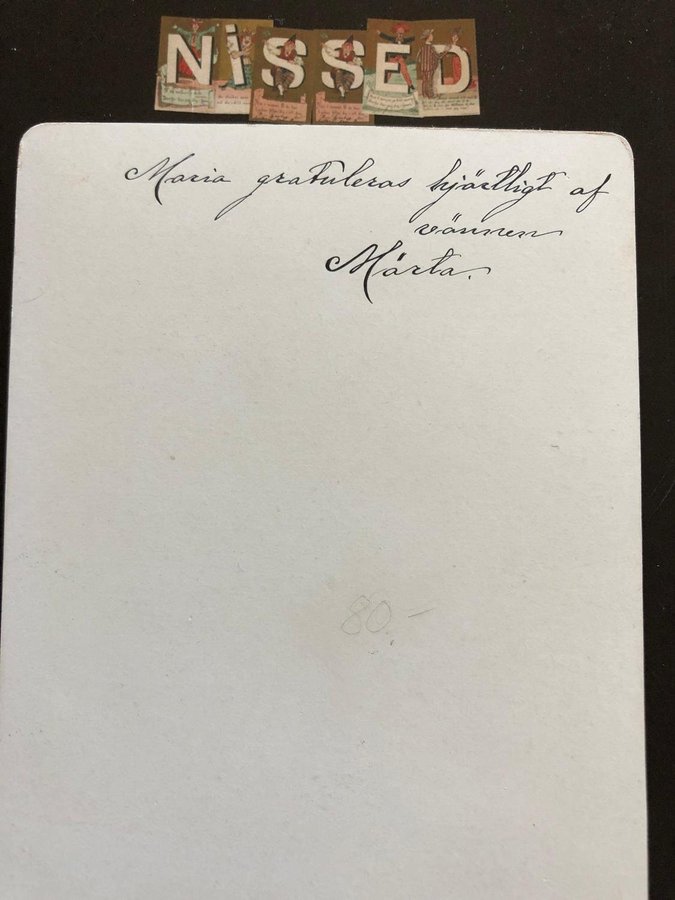 NiSSED
Maria gratuleras hjärtligt af
vännen
Märta.
80.-